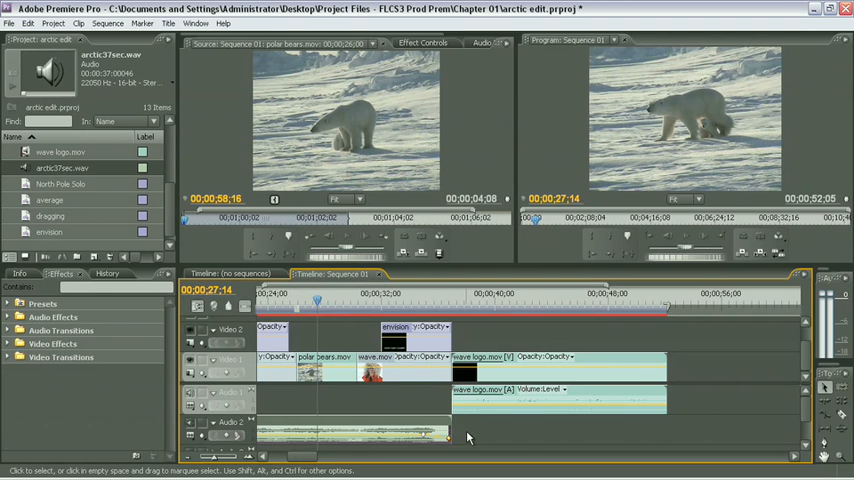 Adobe Premiere Pro - C:\Documents and Settings\Administrator\Desktop\Project Files - FLCS3 Prod Prem\Chapter 01\arctic edit.prproj *
File Edit Project Clip Sequence Marker Title Window Help
Project: arctic edit
arctic37sec.wav
Audio
00:00:37:00046
22050 Hz - 16-bit - Ster...
arctic edit.prproj 13 Items
Find: In: Name
Name Label
wave logo.mov
arctic37sec.wav
North Pole Solo
average
dragging
envision
Source: Sequence 01: polar bears.mov: 00;00;26;00 Effect Controls Audio
00;00;58;16 Fit 00;00;04;08
00;01;00;02 00;01;02;02 00;01;04;02 00;01;06;02
Program: Sequence 01
00;00;27;14 Fit 00;00;52;05
00;02;08;04 00;04;16;08 00;06;24;12 00;08;32;16
Info Effects History
Contains:
Presets
Audio Effects
Audio Transitions
Video Effects
Video Transitions
Timeline: (no sequences) Timeline: Sequence 01
00;00;27;14
00;24;00 00;00;32;00 00;00;40;00 00;00;48;00 00;00;56;00
Video 2 Opacity envision y:Opacity
Video 1 y:Opacity polar bears.mov wave.mov Opacity:Opacity wave logo.mov [V] Opacity:Opacity
Audio 1 wave logo.mov [A] Volume:Level
Audio 2
Audi
0
-6
-12
-18
To
Click to select, or click in empty space and drag to marquee select. Use Shift, Alt, and Ctrl for other options.